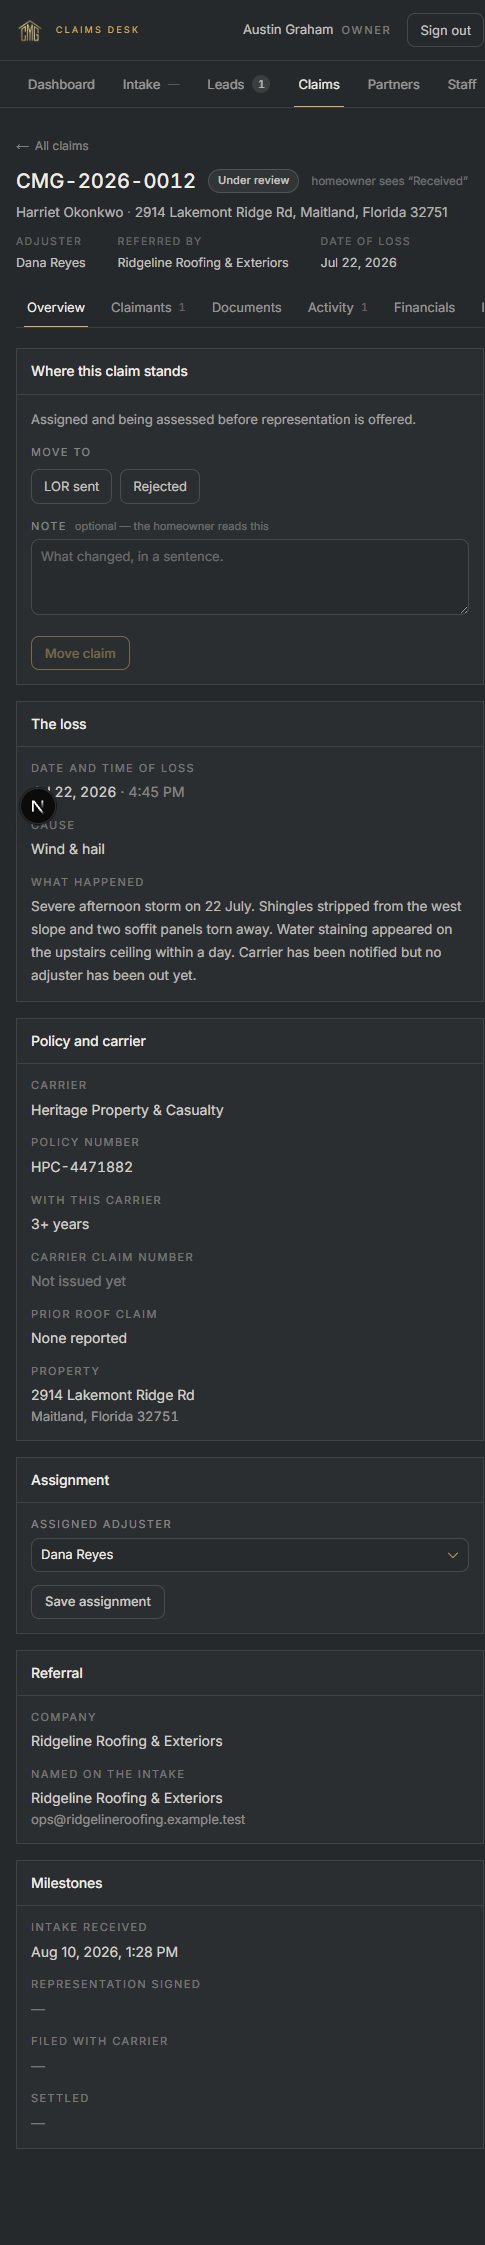 CMG
CLAIMS DESK
Austin Graham OWNER
Sign out
Dashboard
Intake —
Leads 1
Claims
Partners
Staff
← All claims
CMG-2026-0012
Under review
homeowner sees “Received”
Harriet Okonkwo · 2914 Lakemont Ridge Rd, Maitland, Florida 32751
ADJUSTER
Dana Reyes
REFERRED BY
Ridgeline Roofing & Exteriors
DATE OF LOSS
Jul 22, 2026
Overview
Claimants 1
Documents
Activity 1
Financials
Where this claim stands
Assigned and being assessed before representation is offered.
MOVE TO
LOR sent
Rejected
NOTE optional — the homeowner reads this
What changed, in a sentence.
Move claim
The loss
DATE AND TIME OF LOSS
22, 2026 · 4:45 PM
N
CAUSE
Wind & hail
WHAT HAPPENED
Severe afternoon storm on 22 July. Shingles stripped from the west
slope and two soffit panels torn away. Water staining appeared on
the upstairs ceiling within a day. Carrier has been notified but no
adjuster has been out yet.
Policy and carrier
CARRIER
Heritage Property & Casualty
POLICY NUMBER
HPC-4471882
WITH THIS CARRIER
3+ years
CARRIER CLAIM NUMBER
Not issued yet
PRIOR ROOF CLAIM
None reported
PROPERTY
2914 Lakemont Ridge Rd
Maitland, Florida 32751
Assignment
ASSIGNED ADJUSTER
Dana Reyes
Save assignment
Referral
COMPANY
Ridgeline Roofing & Exteriors
NAMED ON THE INTAKE
Ridgeline Roofing & Exteriors
ops@ridgelineroofing.example.test
Milestones
INTAKE RECEIVED
Aug 10, 2026, 1:28 PM
REPRESENTATION SIGNED
—
FILED WITH CARRIER
—
SETTLED
—